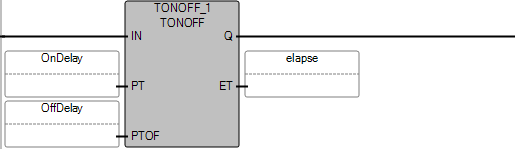 TONOFF_1
TONOFF
IN Q
OnDelay elapse
PT ET
OffDelay
PTOF